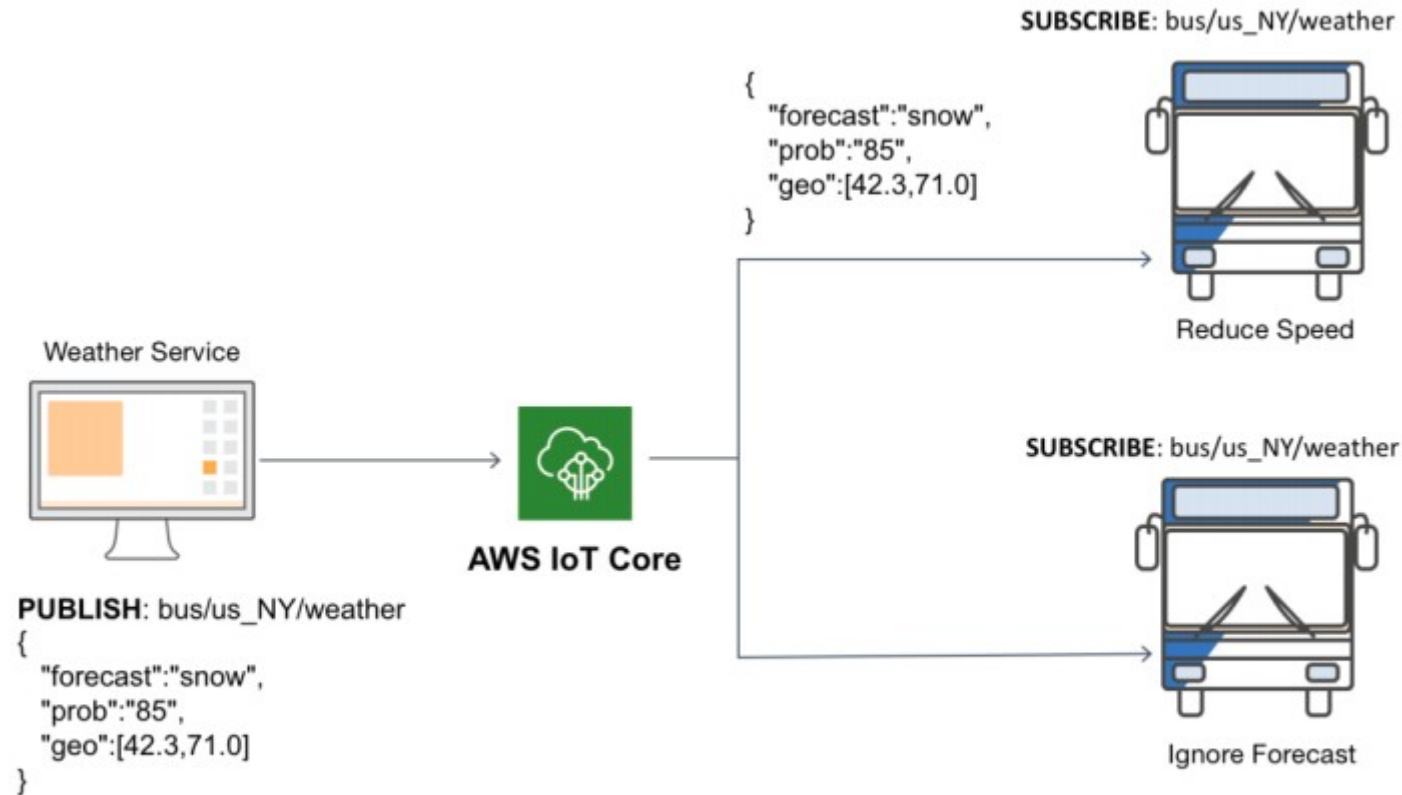 SUBSCRIBE: bus/us_NY/weather
{
"forecast":"snow",
"prob":"85",
"geo":[42.3,71.0]
}
Reduce Speed
Weather Service
AWS IoT Core
PUBLISH: bus/us_NY/weather
{
"forecast":"snow",
"prob":"85",
"geo":[42.3,71.0]
}
SUBSCRIBE: bus/us_NY/weather
Ignore Forecast